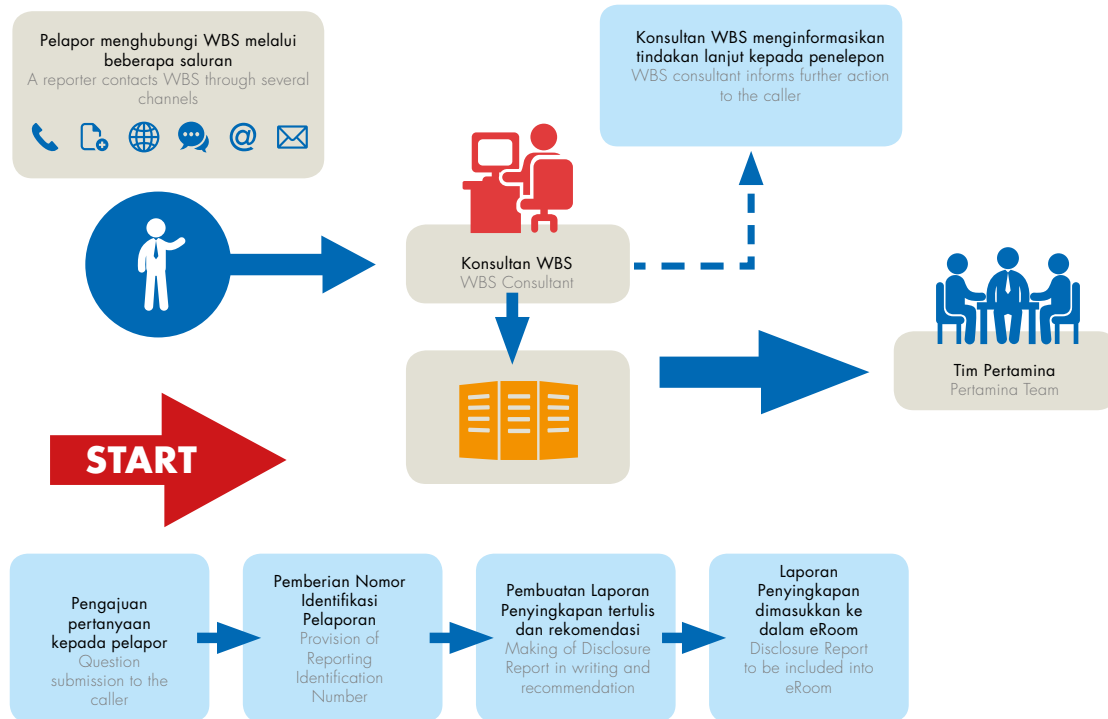 Pelapor menghubungi WBS melalui
beberapa saluran
A reporter contacts WBS through several
channels
Konsultan WBS menginformasikan
tindakan lanjut kepada penelepon
WBS consultant informs further action
to the caller
Konsultan WBS
WBS Consultant
Tim Pertamina
Pertamina Team
START
Pengajuan
pertanyaan
kepada pelapor
Question
submission to the
caller
Pemberian Nomor
Identifikasi
Pelaporan
Provision of
Reporting
Identification
Number
Pembuatan Laporan
Penyingkapan tertulis
dan rekomendasi
Making of Disclosure
Report in writing and
recommendation
Laporan
Penyingkapan
dimasukkan ke
dalam eRoom
Disclosure Report
to be included into
eRoom